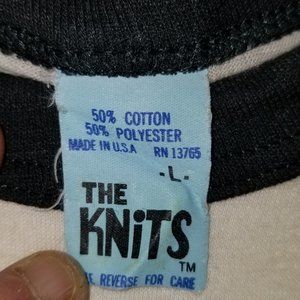 50% COTTON
50% POLYESTER
MADE IN U.S.A RN 13765
-L-
THE
KNiTS
TM
REVERSE FOR CARE